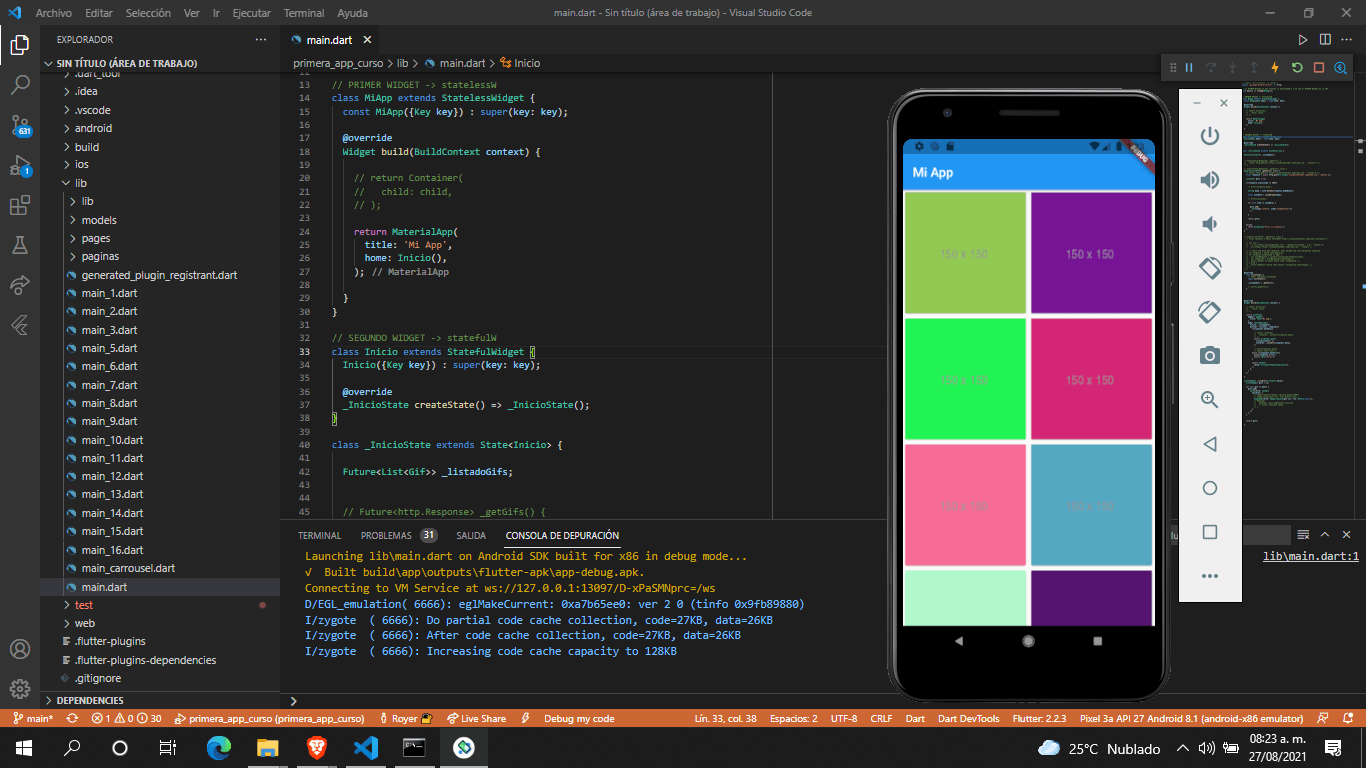 Archivo Editar Selección Ver Ir Ejecutar Terminal Ayuda
main.dart - Sin título (área de trabajo) - Visual Studio Code
EXPLORADOR
SIN TÍTULO (ÁREA DE TRABAJO)
.dart_tool
.idea
.vscode
android
build
ios
lib
lib
models
pages
paginas
generated_plugin_registrant.dart
main_1.dart
main_2.dart
main_3.dart
main_5.dart
main_6.dart
main_7.dart
main_8.dart
main_9.dart
main_10.dart
main_11.dart
main_12.dart
main_13.dart
main_14.dart
main_15.dart
main_16.dart
main_carrousel.dart
main.dart
test
web
.flutter-plugins
.flutter-plugins-dependencies
.gitignore
DEPENDENCIES
631
1
main.dart
primera_app_curso > lib > main.dart > Inicio
12
13 // PRIMER WIDGET -> statelessW
14 class MiApp extends StatelessWidget {
15 const MiApp({Key key}) : super(key: key);
16
17 @override
18 Widget build(BuildContext context) {
19
20 // return Container(
21 //   child: child,
22 // );
23
24 return MaterialApp(
25 title: 'Mi App',
26 home: Inicio(),
27 ); // MaterialApp
28
29 }
30 }
31
32 // SEGUNDO WIDGET -> statefulW
33 class Inicio extends StatefulWidget {
34 Inicio({Key key}) : super(key: key);
35
36 @override
37 _InicioState createState() => _InicioState();
38 }
39
40 class _InicioState extends State<Inicio> {
41
42 Future<List<Gif>> _listadoGifs;
43
44
45 // Future<http.Response> _getGifs() {
TERMINAL PROBLEMAS 31 SALIDA CONSOLA DE DEPURACIÓN
Launching lib\main.dart on Android SDK built for x86 in debug mode...
lib\main.dart:1
√  Built build\app\outputs\flutter-apk\app-debug.apk.
Connecting to VM Service at ws://127.0.0.1:13097/D-xPaSMNprc=/ws
D/EGL_emulation( 6666): eglMakeCurrent: 0xa7b65ee0: ver 2 0 (tinfo 0x9fb89880)
I/zygote  ( 6666): Do partial code cache collection, code=27KB, data=26KB
I/zygote  ( 6666): After code cache collection, code=27KB, data=26KB
I/zygote  ( 6666): Increasing code cache capacity to 128KB
DEBUG
Mi App
150 x 150
150 x 150
150 x 150
150 x 150
150 x 150
150 x 150
main* 1 0 30 primera_app_curso (primera_app_curso) Royer Live Share Debug my code Lín. 33, col. 38 Espacios: 2 UTF-8 CRLF Dart Dart DevTools Flutter: 2.2.3 Pixel 3a API 27 Android 8.1 (android-x86 emulator)
25°C Nublado
08:23 a. m.
27/08/2021